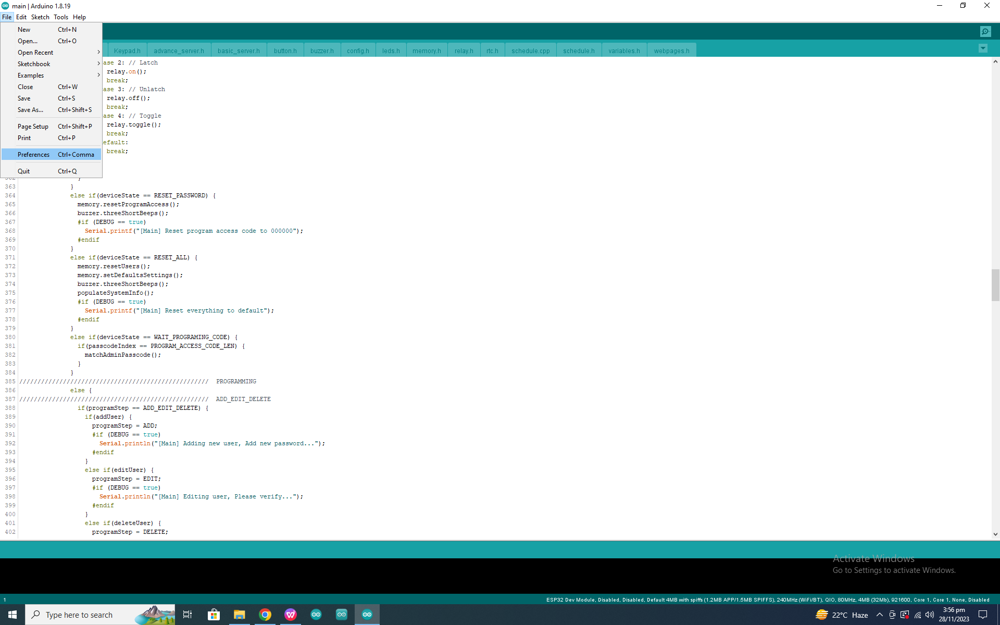 main | Arduino 1.8.19
File Edit Sketch Tools Help
New Ctrl+N
Open... Ctrl+O
Open Recent
Sketchbook
Examples
Close Ctrl+W
Save Ctrl+S
Save As... Ctrl+Shift+S
Page Setup Ctrl+Shift+P
Print Ctrl+P
Preferences Ctrl+Comma
Quit Ctrl+Q
Keypad.h advance_server.h basic_server.h button.h buzzer.h config.h leds.h memory.h relay.h rtc.h schedule.cpp schedule.h variables.h webpages.h
ase 2: // Latch
relay.on();
break;
ase 3: // Unlatch
relay.off();
break;
ase 4: // Toggle
relay.toggle();
break;
efault:
break;
362 }
363 }
364 else if(deviceState == RESET_PASSWORD) {
365 memory.resetProgramAccess();
366 buzzer.threeShortBeeps();
367 #if (DEBUG == true)
368 Serial.printf("[Main] Reset program access code to 000000");
369 #endif
370 }
371 else if(deviceState == RESET_ALL) {
372 memory.resetUsers();
373 memory.setDefaultsSettings();
374 buzzer.threeShortBeeps();
375 populateSystemInfo();
376 #if (DEBUG == true)
377 Serial.printf("[Main] Reset everything to default");
378 #endif
379 }
380 else if(deviceState == WAIT_PROGRAMING_CODE) {
381 if(passcodeIndex == PROGRAM_ACCESS_CODE_LEN) {
382 matchAdminPasscode();
383 }
384 }
385 //////////////////////////////////////////////////// PROGRAMMING
386 else {
387 //////////////////////////////////////////////////// ADD_EDIT_DELETE
388 if(programStep == ADD_EDIT_DELETE) {
389 if(addUser) {
390 programStep = ADD;
391 #if (DEBUG == true)
392 Serial.println("[Main] Adding new user, Add new password...");
393 #endif
394 }
395 else if(editUser) {
396 programStep = EDIT;
397 #if (DEBUG == true)
398 Serial.println("[Main] Editing user, Please verify...");
399 #endif
400 }
401 else if(deleteUser) {
402 programStep = DELETE;
Activate Windows
Go to Settings to activate Windows.
1 ESP32 Dev Module, Disabled, Disabled, Default 4MB with spiffs (1.2MB APP/1.5MB SPIFFS), 240MHz (WiFi/BT), QIO, 80MHz, 4MB (32Mb), 921600, Core 1, Core 1, None, Disabled
Type here to search
22°C Haze
3:56 pm
28/11/2023